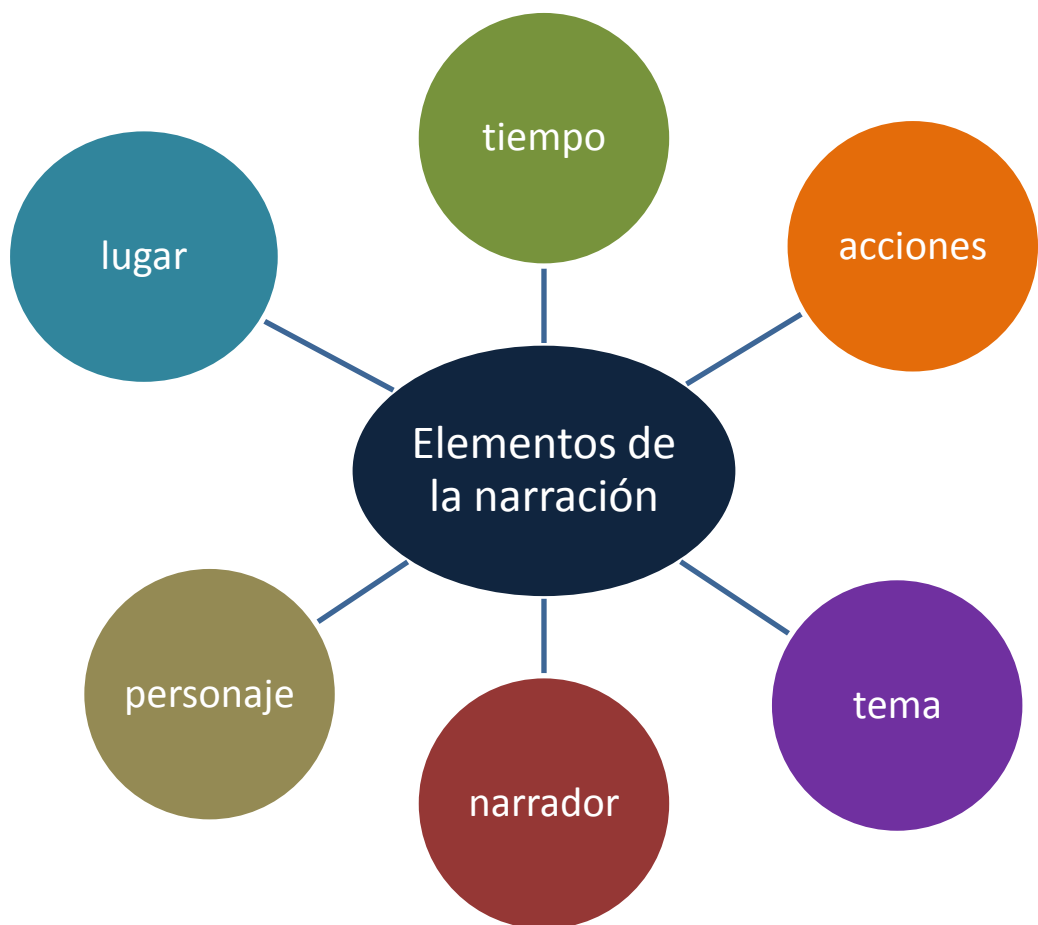 tiempo
lugar
acciones
Elementos de
la narración
personaje
tema
narrador